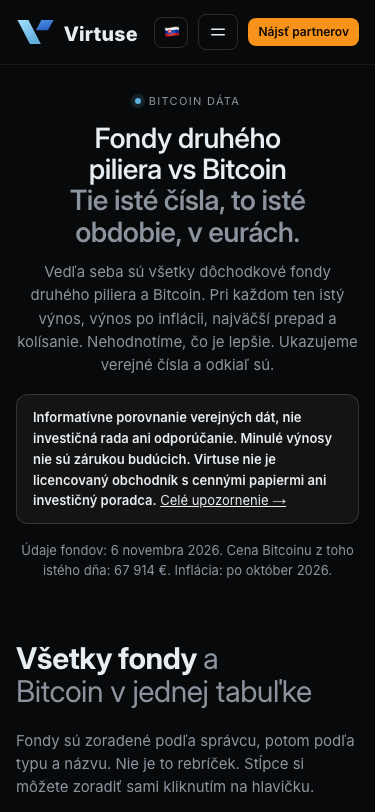 Virtuse
Nájsť partnerov
BITCOIN DÁTA
Fondy druhého
piliera vs Bitcoin
Tie isté čísla, to isté
obdobie, v eurách.
Vedľa seba sú všetky dôchodkové fondy
druhého piliera a Bitcoin. Pri každom ten istý
výnos, výnos po inflácii, najväčší prepad a
kolísanie. Nehodnotíme, čo je lepšie. Ukazujeme
verejné čísla a odkiaľ sú.
Informatívne porovnanie verejných dát, nie
investičná rada ani odporúčanie. Minulé výnosy
nie sú zárukou budúcich. Virtuse nie je
licencovaný obchodník s cennými papiermi ani
investičný poradca. Celé upozornenie →
Údaje fondov: 6 novembra 2026. Cena Bitcoinu z toho
istého dňa: 67 914 €. Inflácia: po október 2026.
Všetky fondy a
Bitcoin v jednej tabuľke
Fondy sú zoradené podľa správcu, potom podľa
typu a názvu. Nie je to rebríček. Stĺpce si
môžete zoradiť sami kliknutím na hlavičku.